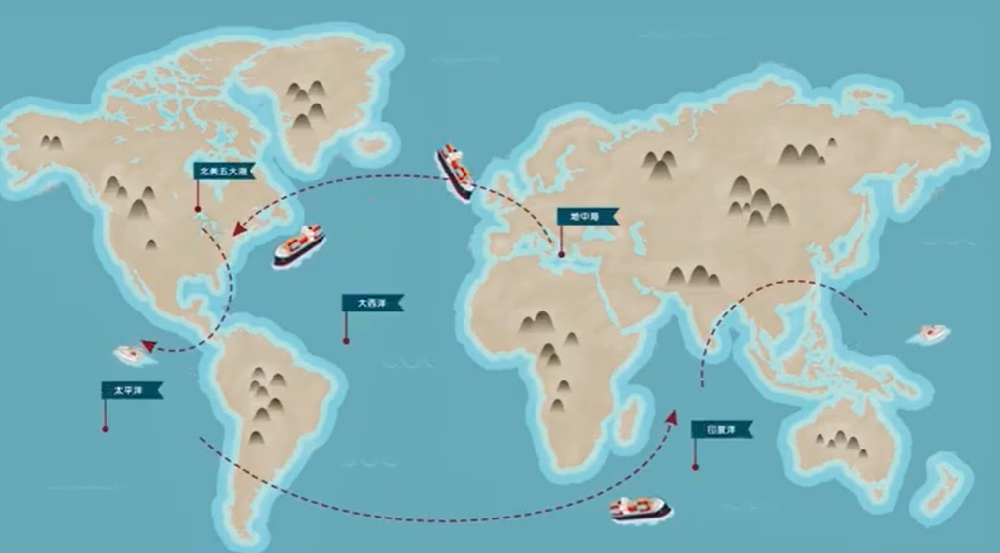 北美五大湖
地中海
大西洋
太平洋
印度洋